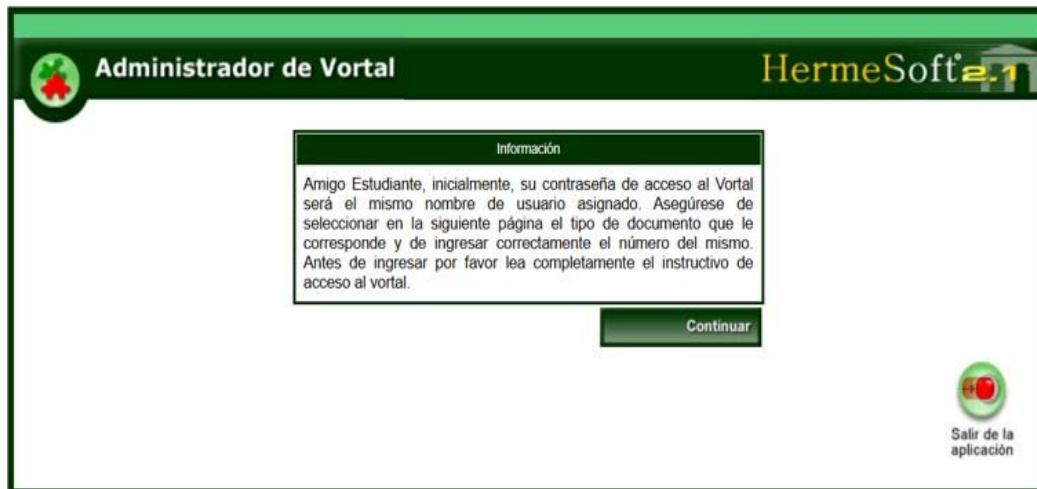 Administrador de Vortal
HermeSoft 2.1
Información
Amigo Estudiante, inicialmente, su contraseña de acceso al Vortal
será el mismo nombre de usuario asignado. Asegúrese de
seleccionar en la siguiente página el tipo de documento que le
corresponde y de ingresar correctamente el número del mismo.
Antes de ingresar por favor lea completamente el instructivo de
acceso al vortal.
Continuar
Salir de la
aplicación